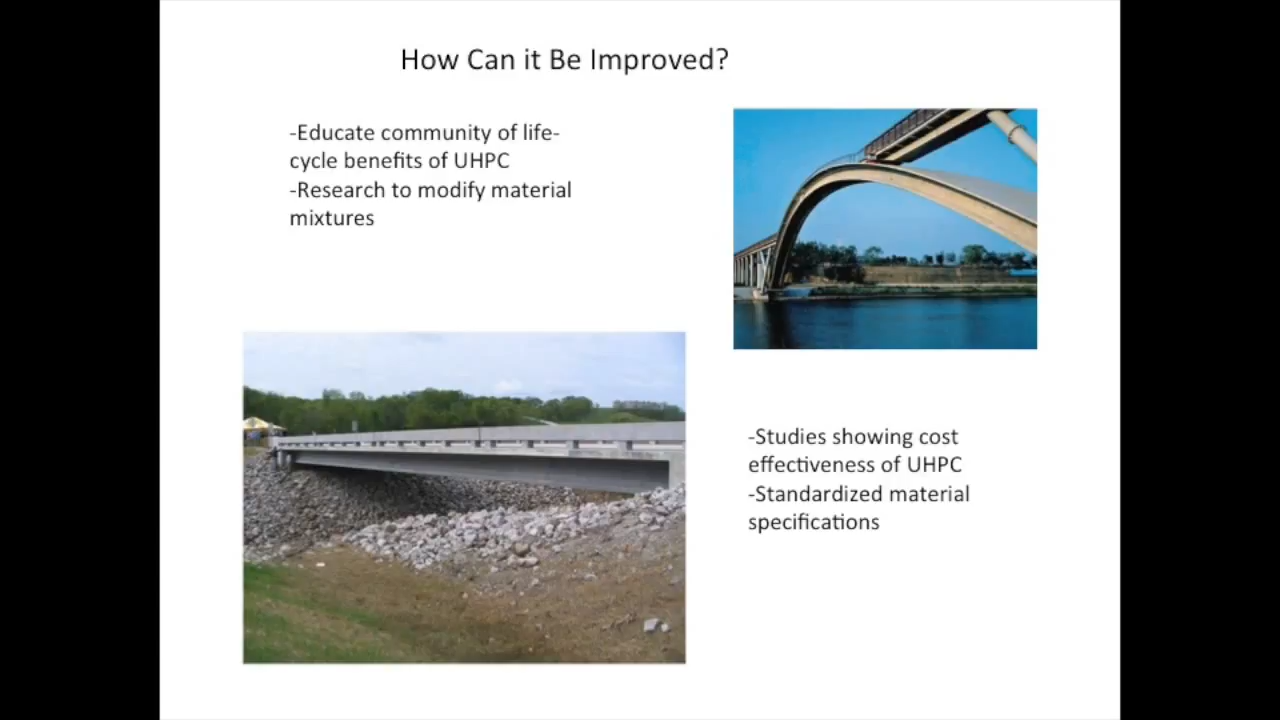 How Can it Be Improved?
-Educate community of life-
cycle benefits of UHPC
-Research to modify material
mixtures
-Studies showing cost
effectiveness of UHPC
-Standardized material
specifications